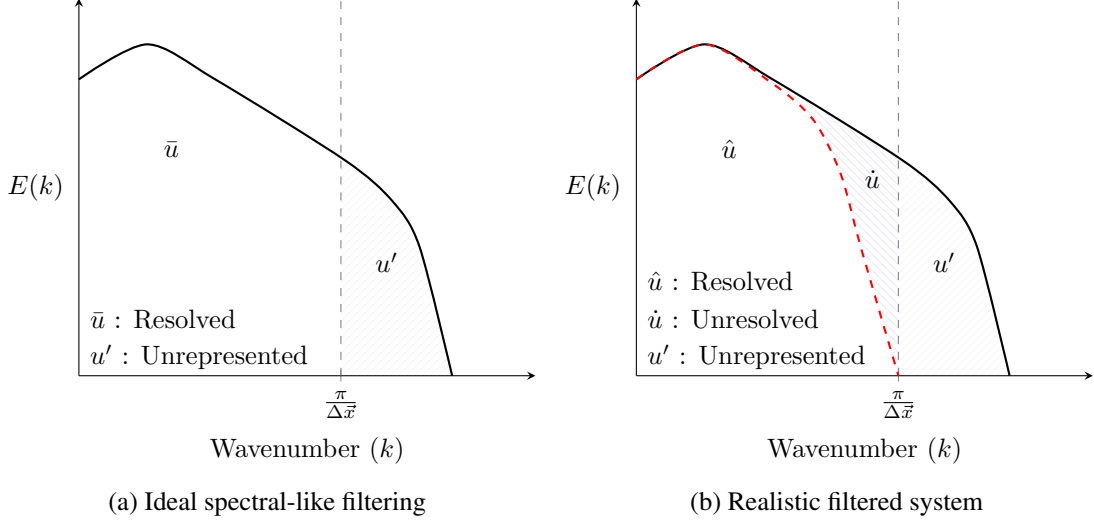 E(k)
ū
u′
ū : Resolved
u′ : Unrepresented
π/Δx⃗
Wavenumber (k)
(a) Ideal spectral-like filtering
E(k)
û
u̇
u′
û : Resolved
u̇ : Unresolved
u′ : Unrepresented
π/Δx⃗
Wavenumber (k)
(b) Realistic filtered system